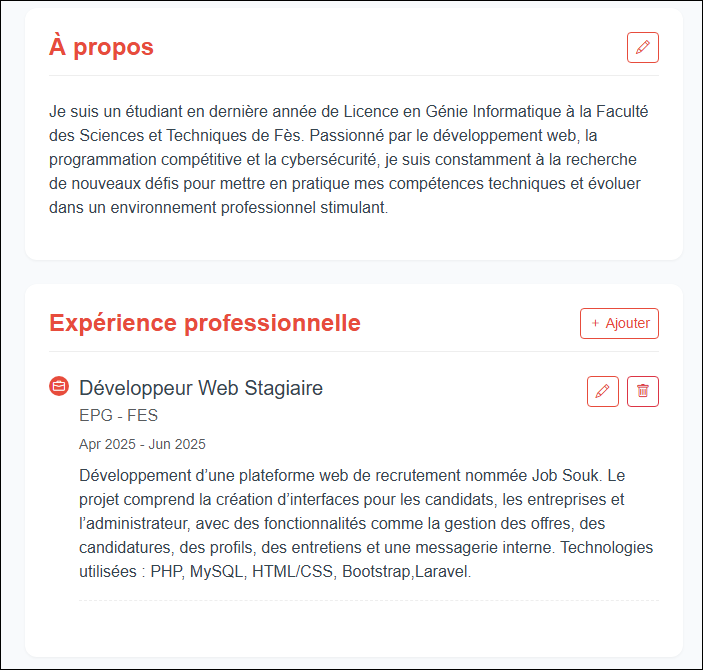 À propos
Je suis un étudiant en dernière année de Licence en Génie Informatique à la Faculté
des Sciences et Techniques de Fès. Passionné par le développement web, la
programmation compétitive et la cybersécurité, je suis constamment à la recherche
de nouveaux défis pour mettre en pratique mes compétences techniques et évoluer
dans un environnement professionnel stimulant.
Expérience professionnelle
+ Ajouter
Développeur Web Stagiaire
EPG - FES
Apr 2025 - Jun 2025
Développement d’une plateforme web de recrutement nommée Job Souk. Le
projet comprend la création d’interfaces pour les candidats, les entreprises et
l’administrateur, avec des fonctionnalités comme la gestion des offres, des
candidatures, des profils, des entretiens et une messagerie interne. Technologies
utilisées : PHP, MySQL, HTML/CSS, Bootstrap,Laravel.